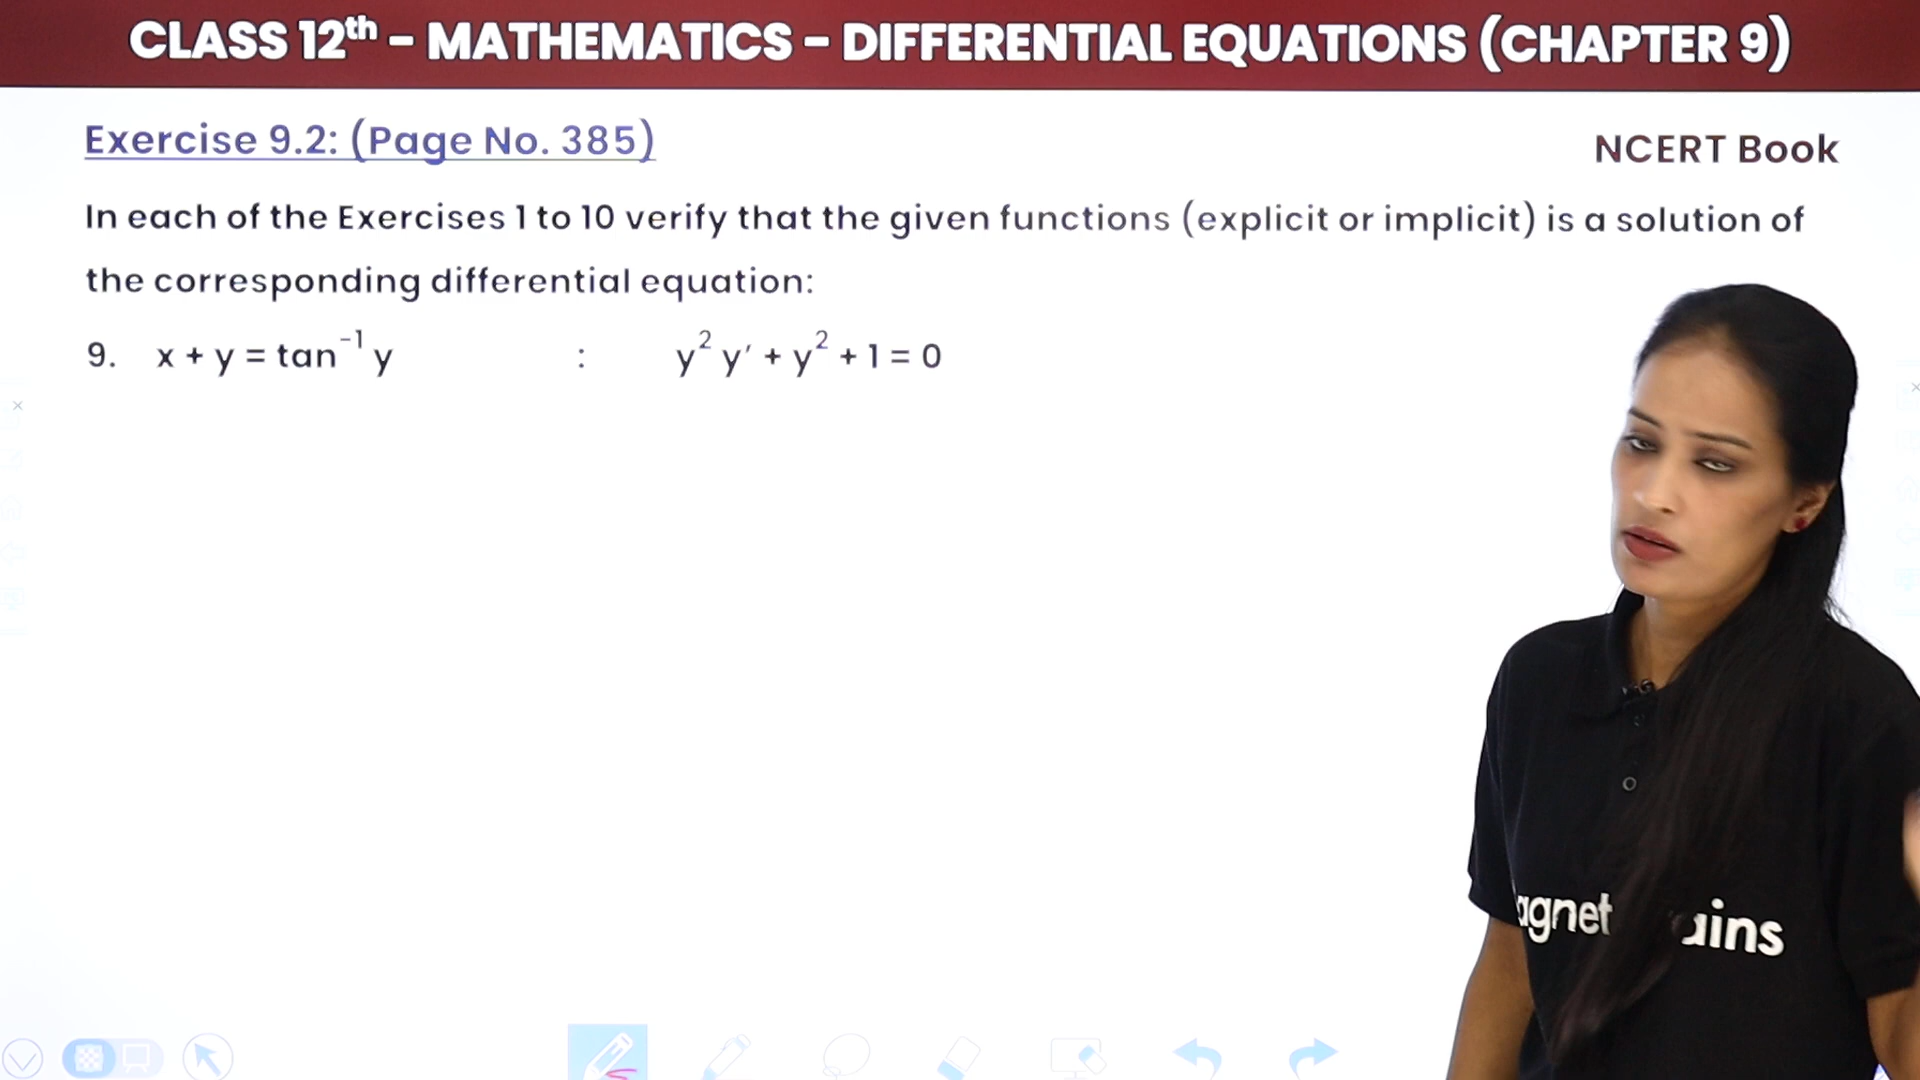 CLASS 12th – MATHEMATICS – DIFFERENTIAL EQUATIONS (CHAPTER 9)
Exercise 9.2: (Page No. 385)
NCERT Book
In each of the Exercises 1 to 10 verify that the given functions (explicit or implicit) is a solution of
the corresponding differential equation:
9. x + y = tan⁻¹ y : y² y′ + y² + 1 = 0
agnet ains